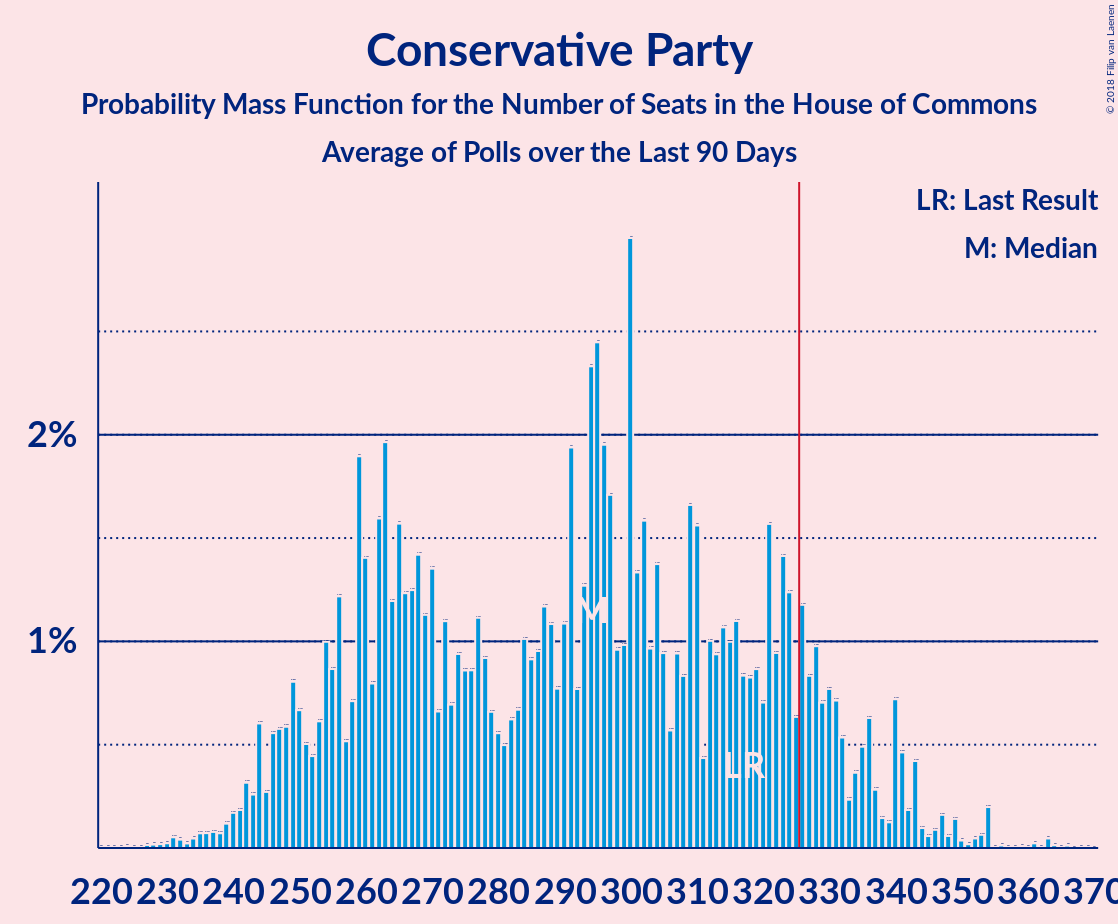 Conservative Party
Probability Mass Function for the Number of Seats in the House of Commons
Average of Polls over the Last 90 Days
© 2018 Filip van Laenen
LR: Last Result
M: Median
2%
1%
M
LR
220 230 240 250 260 270 280 290 300 310 320 330 340 350 360 370